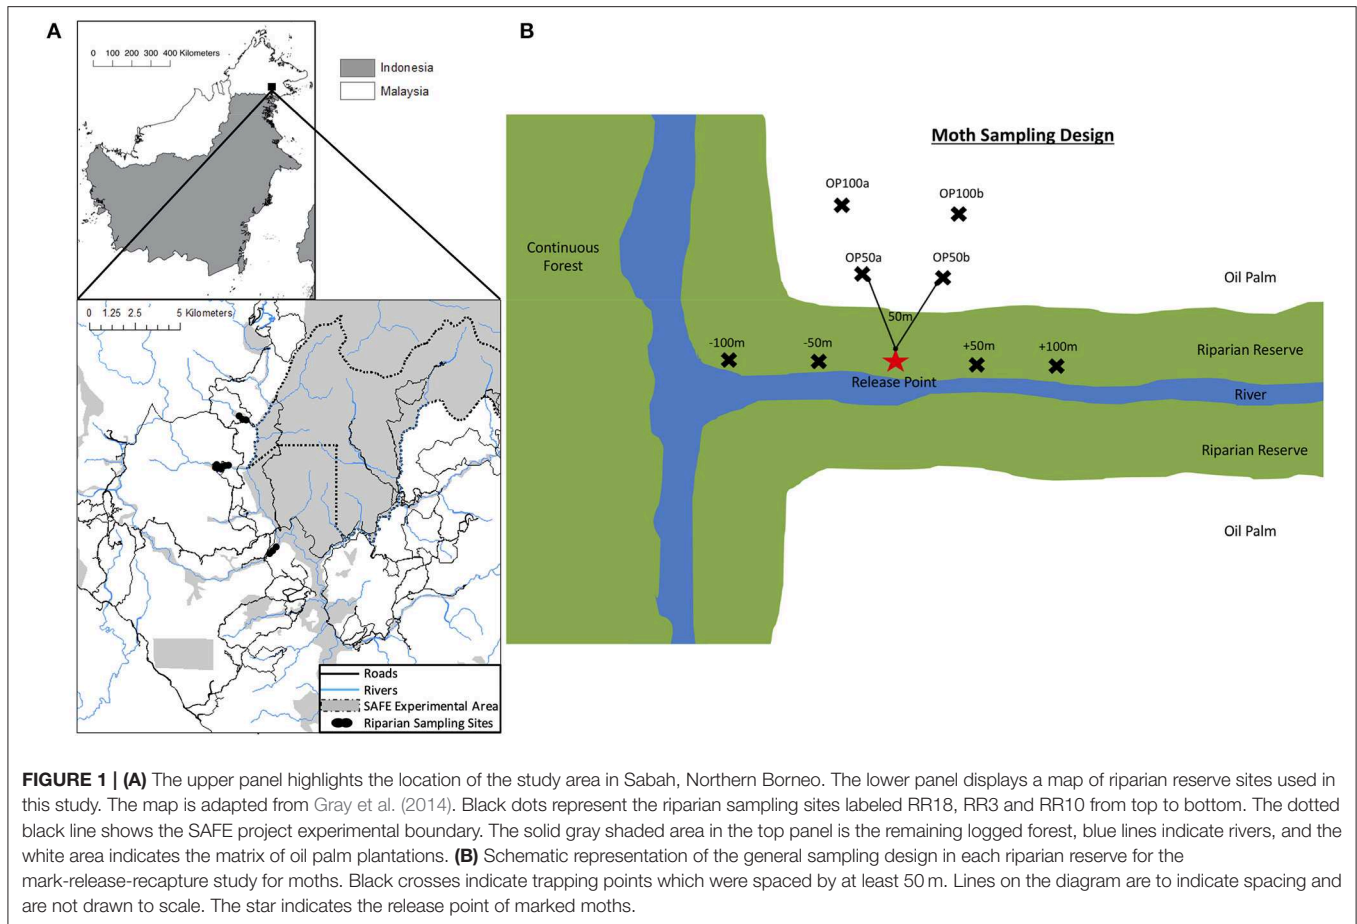 A
0 100 200 300 400 Kilometers
Indonesia
Malaysia
0 1.25 2.5 5 Kilometers
Roads
Rivers
SAFE Experimental Area
Riparian Sampling Sites
B
Moth Sampling Design
OP100a
OP100b
OP50a
OP50b
Continuous
Forest
Oil Palm
50m
-100m
-50m
+50m
+100m
Riparian Reserve
Release Point
River
Riparian Reserve
Oil Palm
FIGURE 1 | (A) The upper panel highlights the location of the study area in Sabah, Northern Borneo. The lower panel displays a map of riparian reserve sites used in
this study. The map is adapted from Gray et al. (2014). Black dots represent the riparian sampling sites labeled RR18, RR3 and RR10 from top to bottom. The dotted
black line shows the SAFE project experimental boundary. The solid gray shaded area in the top panel is the remaining logged forest, blue lines indicate rivers, and the
white area indicates the matrix of oil palm plantations. (B) Schematic representation of the general sampling design in each riparian reserve for the
mark-release-recapture study for moths. Black crosses indicate trapping points which were spaced by at least 50 m. Lines on the diagram are to indicate spacing and
are not drawn to scale. The star indicates the release point of marked moths.